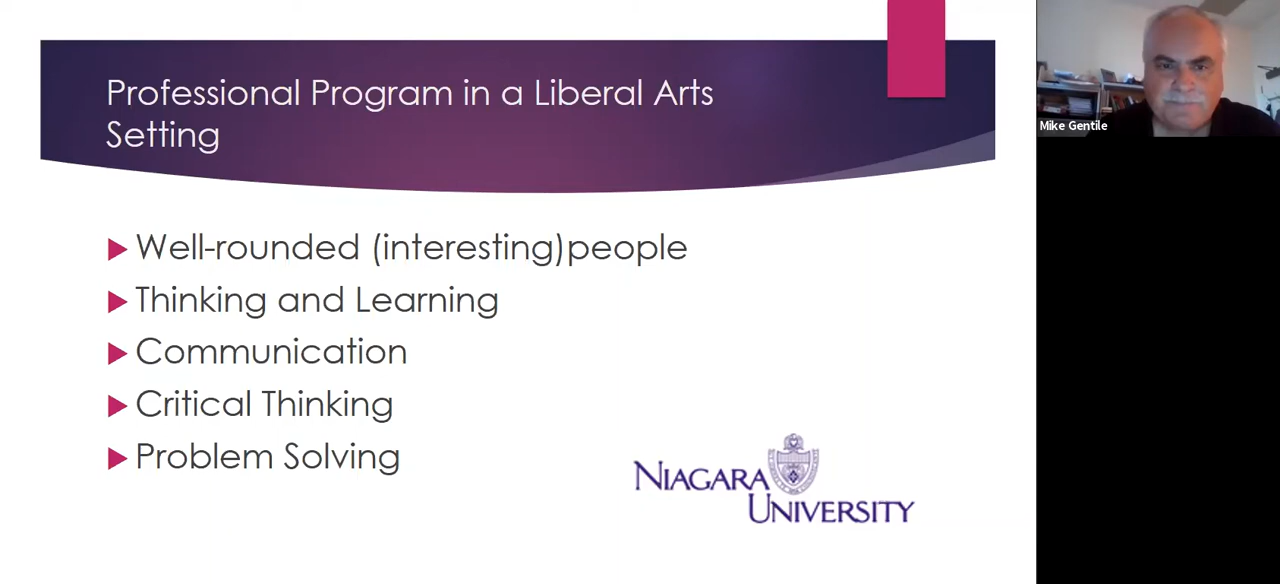 Professional Program in a Liberal Arts
Setting
Well-rounded (interesting)people
Thinking and Learning
Communication
Critical Thinking
Problem Solving
NIAGARA
UNIVERSITY
Mike Gentile